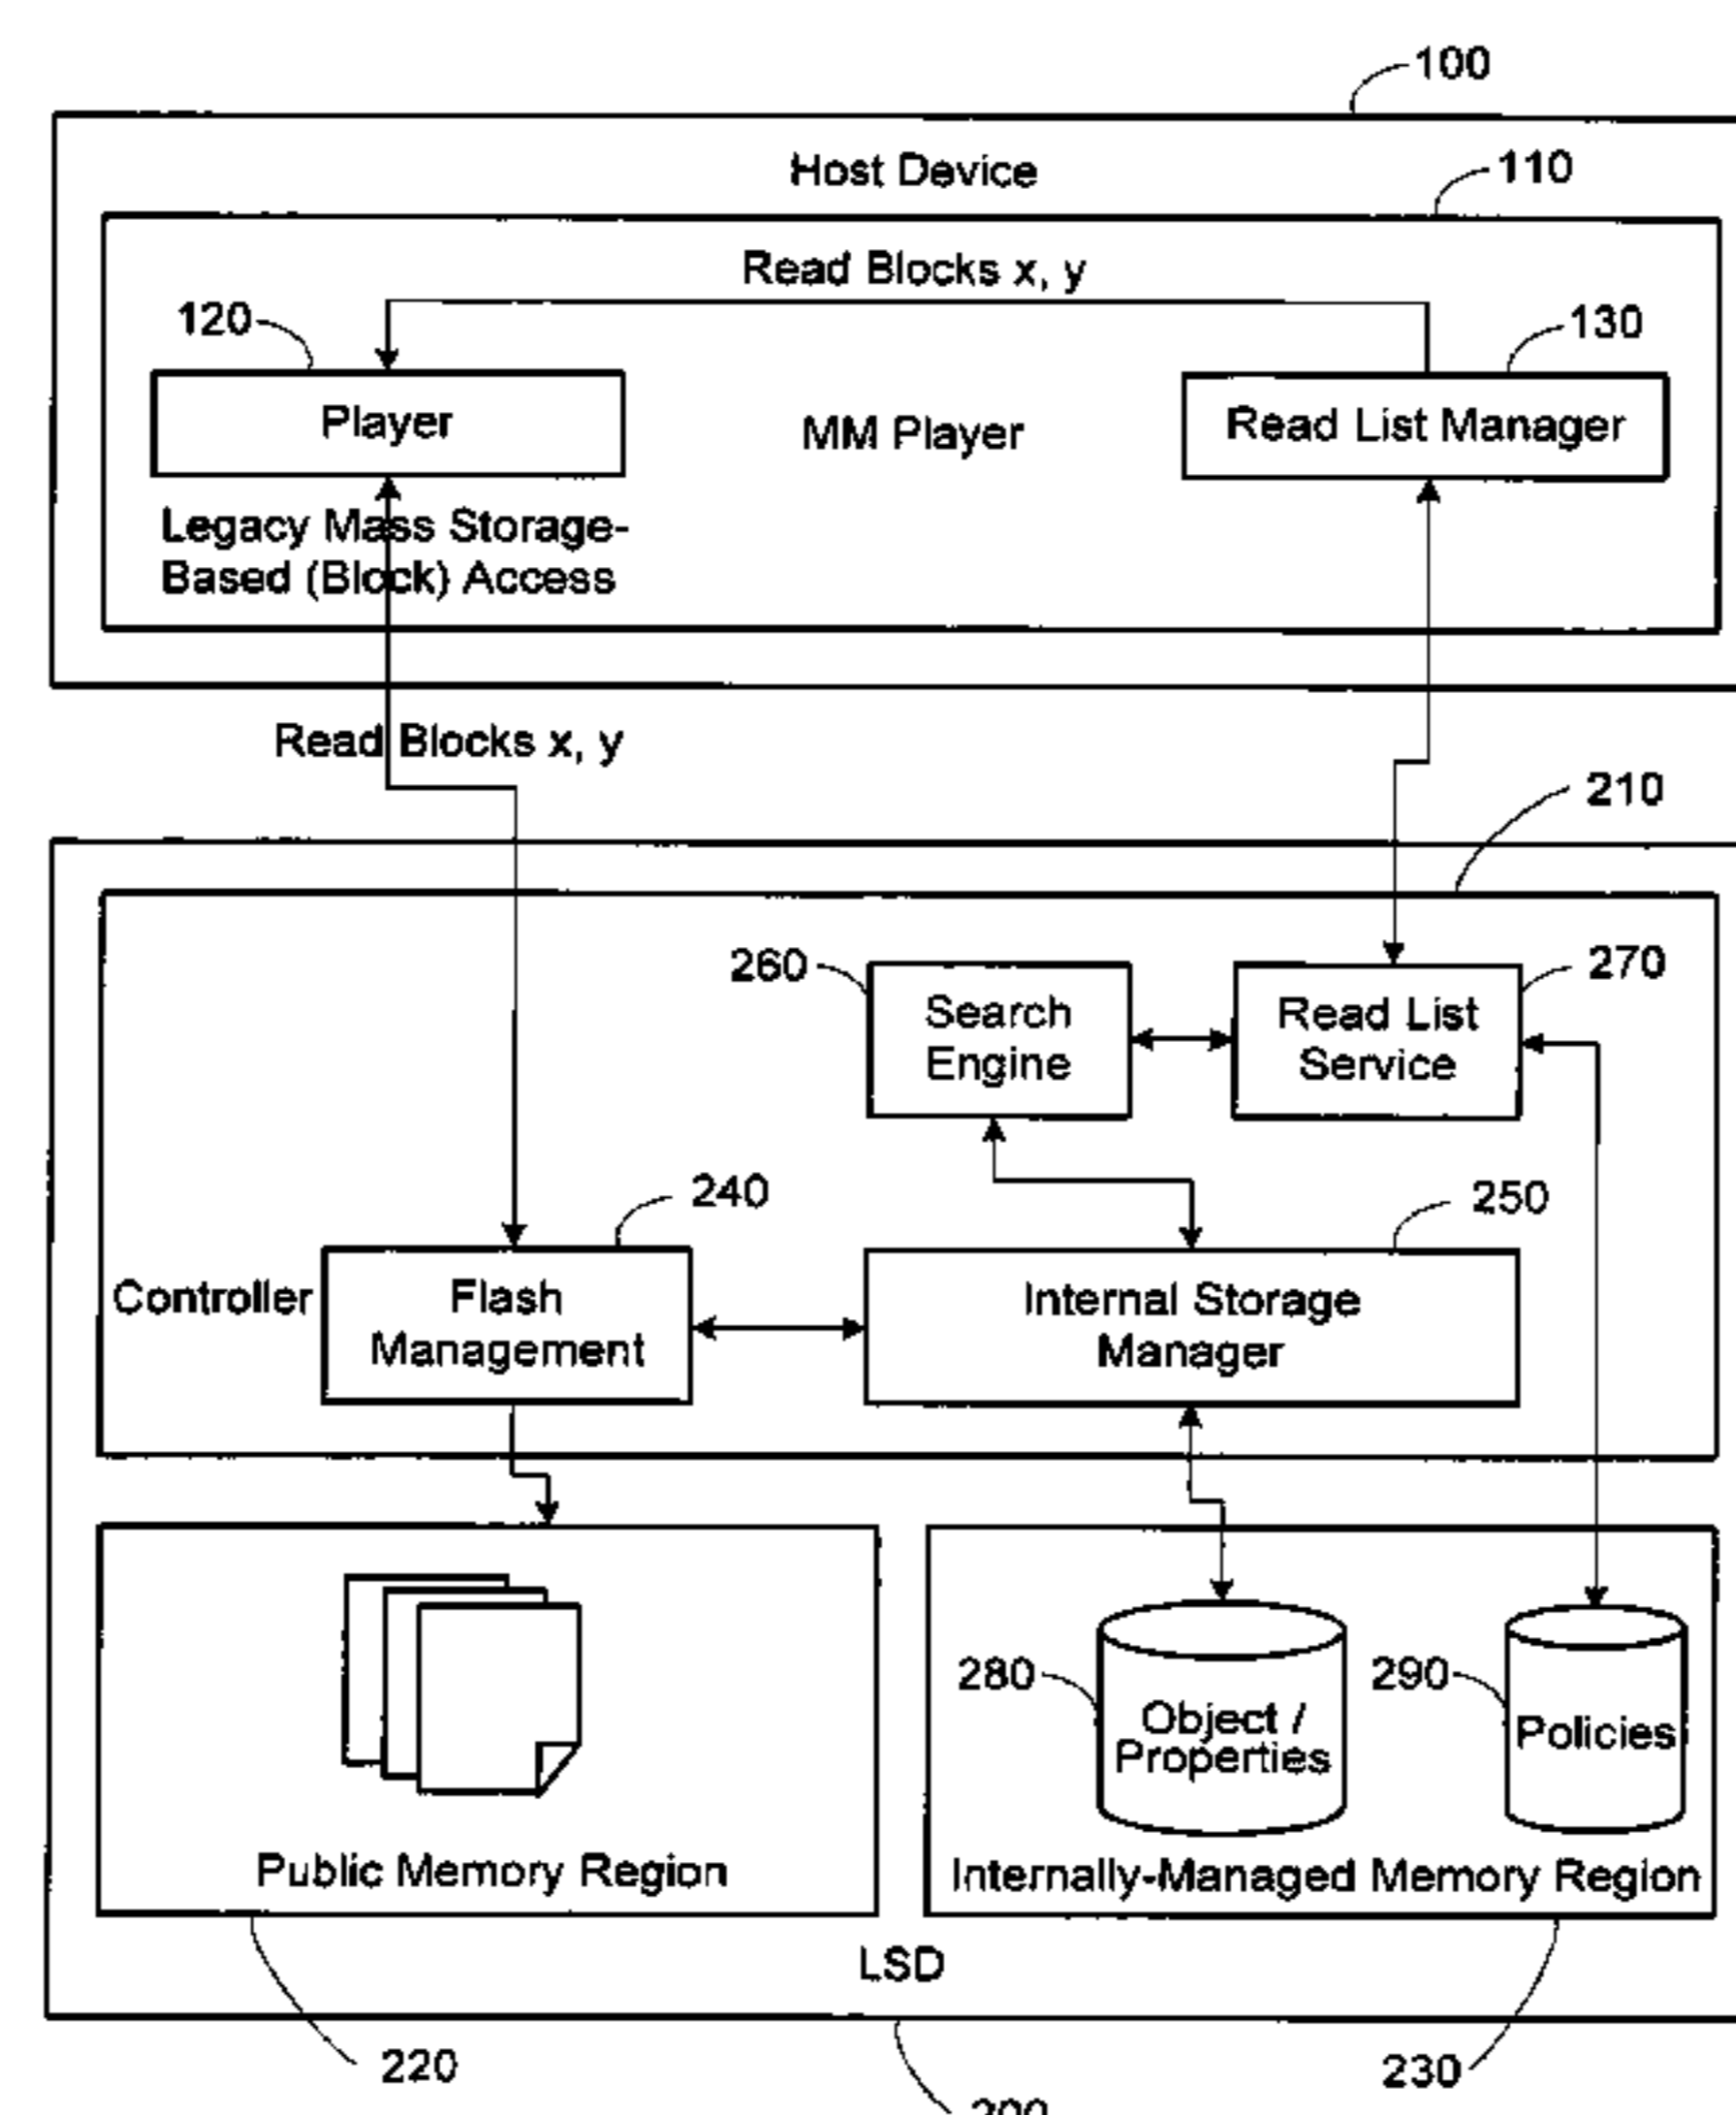 100
Host Device
110
Read Blocks x, y
120
130
Player
MM Player
Read List Manager
Legacy Mass Storage-
Based (Block) Access
Read Blocks x, y
210
260
270
Search
Engine
Read List
Service
240
250
Controller
Flash
Management
Internal Storage
Manager
280
290
Object /
Properties
Policies
Public Memory Region
Internally-Managed Memory Region
LSD
220
230
200